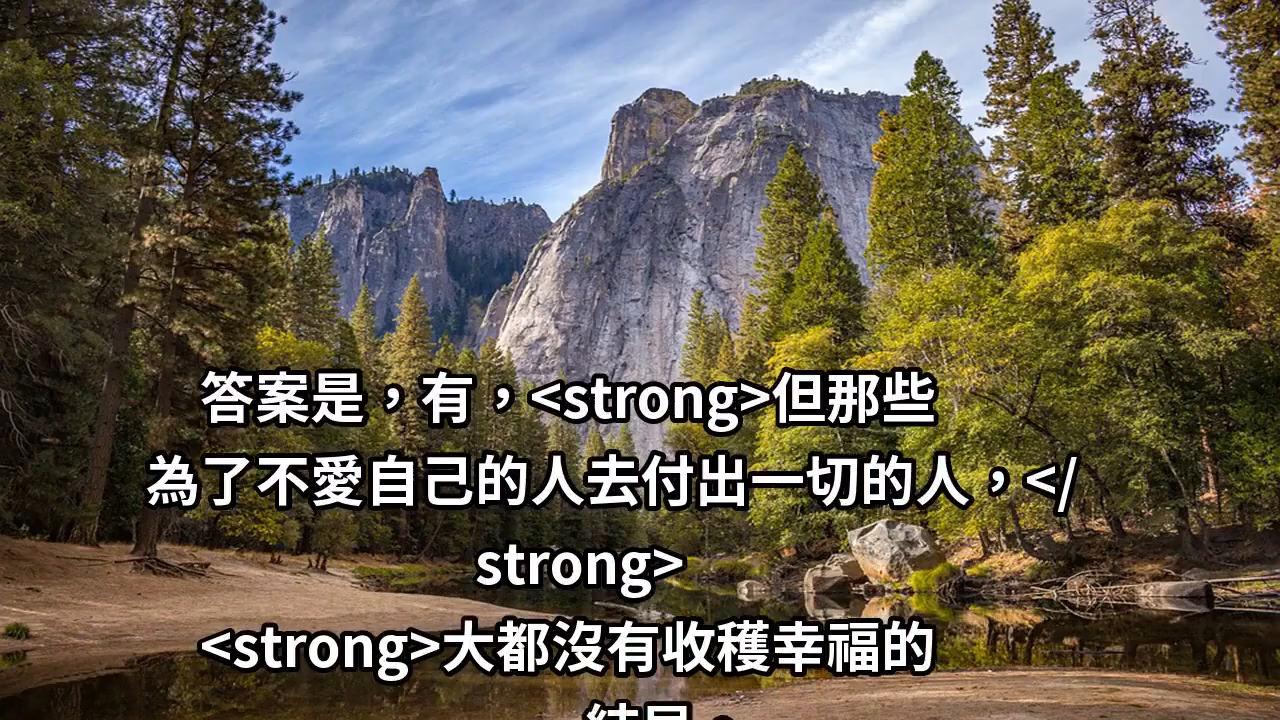 答案是，有，<strong>但那些
為了不愛自己的人去付出一切的人，</
strong>
<strong>大都沒有收穫幸福的